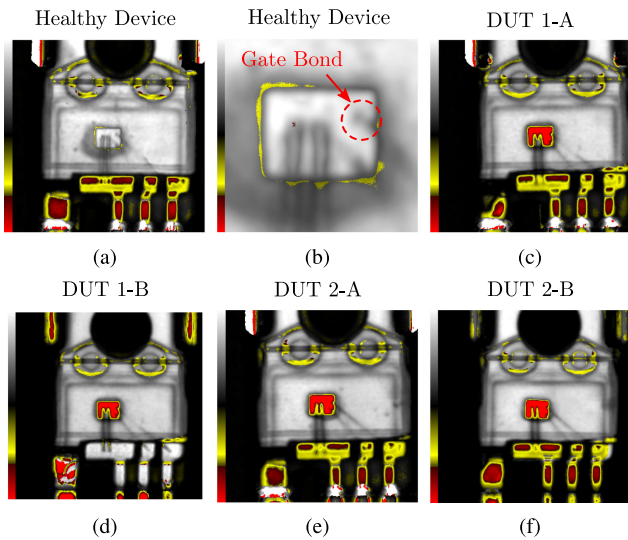 Healthy Device
Healthy Device
DUT 1-A
Gate Bond
(a)
(b)
(c)
DUT 1-B
DUT 2-A
DUT 2-B
(d)
(e)
(f)